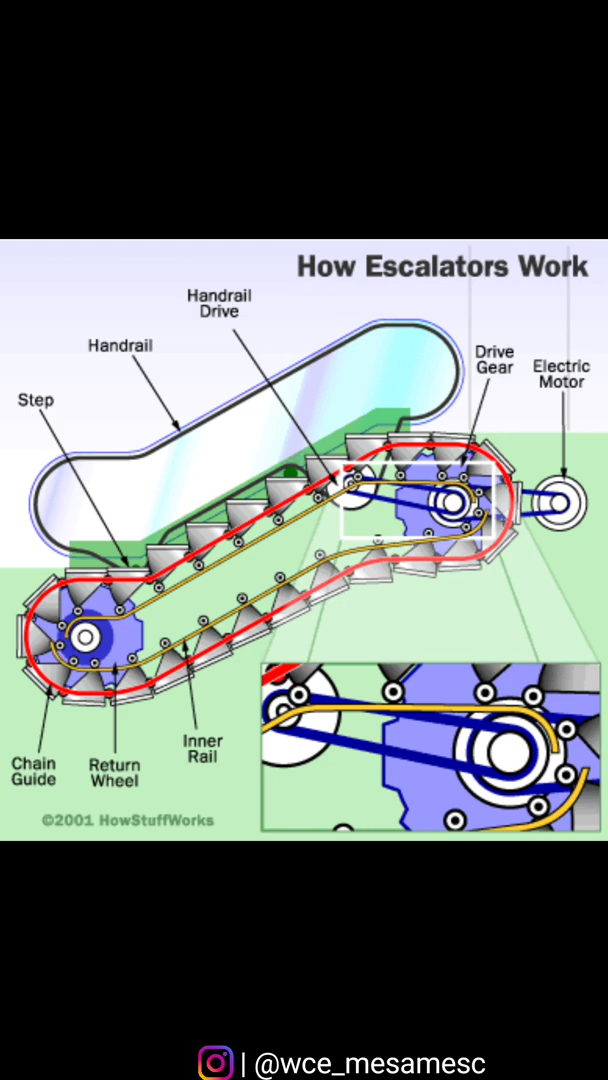 How Escalators Work
Handrail
Drive
Handrail
Drive
Gear
Electric
Motor
Step
Chain
Guide
Return
Wheel
Inner
Rail
©2001 HowStuffWorks
| @wce_mesamesc